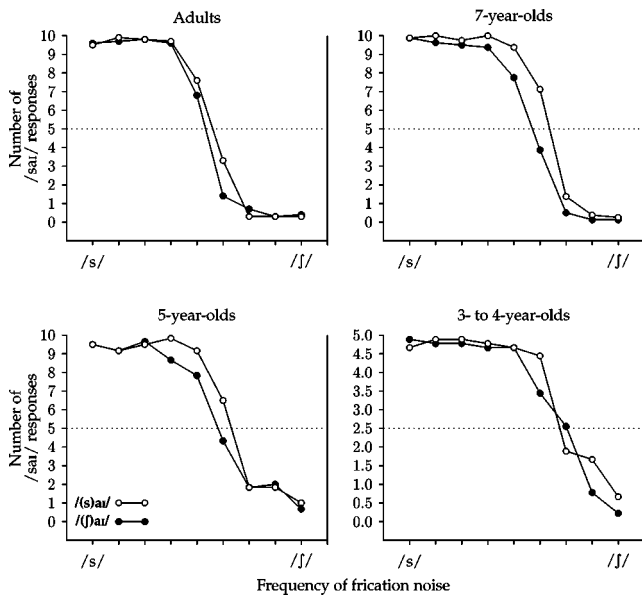 Adults
7-year-olds
Number of
/saɪ/ responses
10
9
8
7
6
5
4
3
2
1
0
/s/
/ʃ/
10
9
8
7
6
5
4
3
2
1
0
/s/
/ʃ/
5-year-olds
3- to 4-year-olds
Number of
/saɪ/ responses
10
9
8
7
6
5
4
3
2
1
0
/(s)aɪ/
/(ʃ)aɪ/
/s/
/ʃ/
5.0
4.5
4.0
3.5
3.0
2.5
2.0
1.5
1.0
0.5
0.0
/s/
/ʃ/
Frequency of frication noise